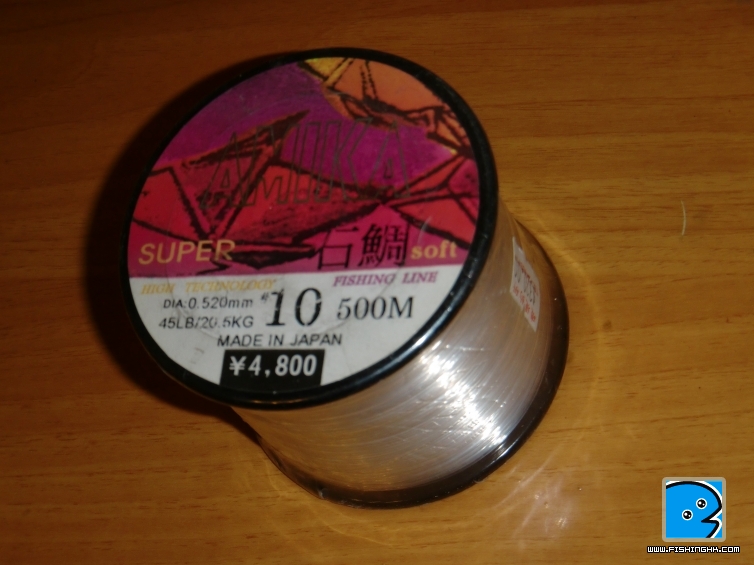 AMIKA
SUPER 石鯛 soft
HIGH TECHNOLOGY FISHING LINE
DIA:0.520mm #10 500M
45LB/20.5KG
MADE IN JAPAN
¥4,800
WWW.FISHINGHK.COM